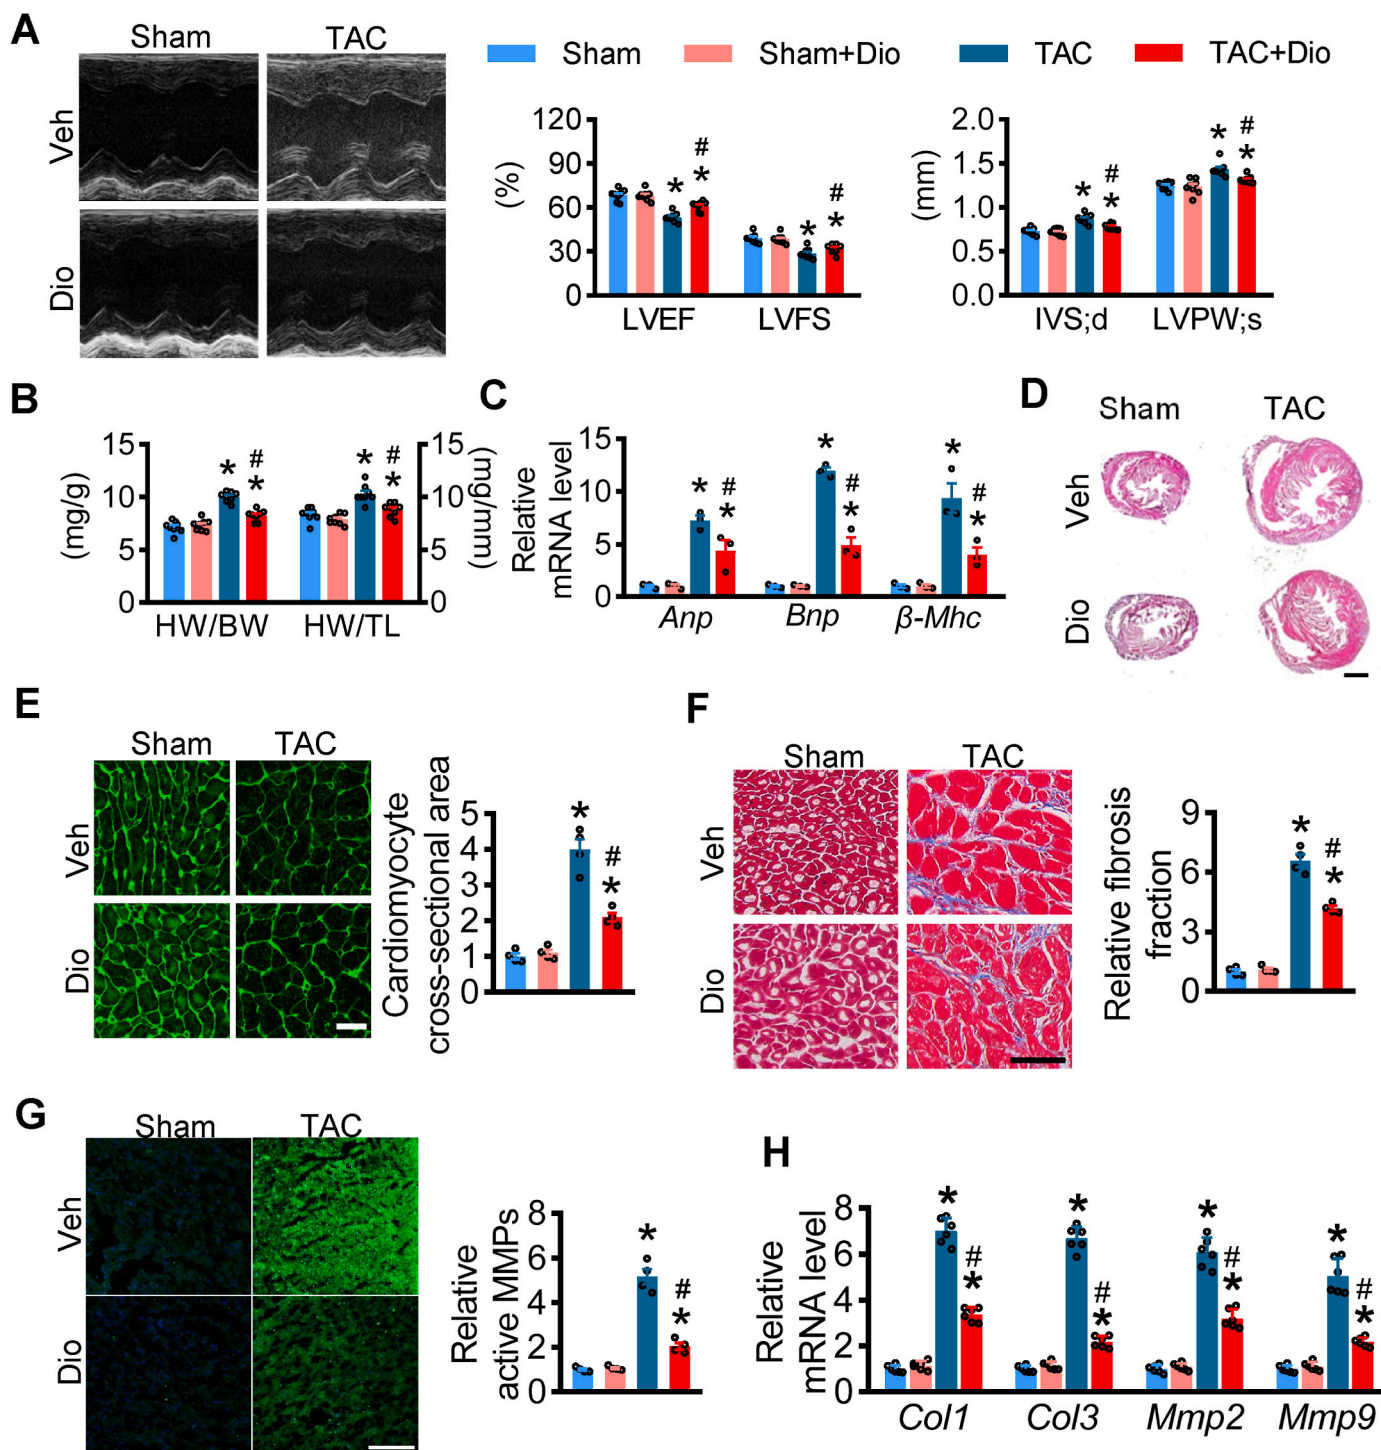 A
Sham
TAC
Veh
Dio
Sham
Sham+Dio
TAC
TAC+Dio
(%)
120
90
60
30
0
* # * * # *
LVEF
LVFS
(mm)
2.0
1.5
1.0
0.5
0.0
* # * * # *
IVS;d
LVPW;s
B
(mg/g)
15
10
5
0
* # * * # *
15
10
5
0
(mg/mm)
HW/BW
HW/TL
C
Relative
mRNA level
15
10
5
0
* # * * # * * # *
Anp
Bnp
β-Mhc
D
Sham
TAC
Veh
Dio
E
Sham
TAC
Veh
Dio
Cardiomyocyte
cross-sectional area
5
4
3
2
1
0
* # *
F
Sham
TAC
Veh
Dio
Relative fibrosis
fraction
9
6
3
0
* # *
G
Sham
TAC
Veh
Dio
Relative
active MMPs
8
6
4
2
0
* # *
H
Relative
mRNA level
8
6
4
2
0
* # * * # * * # * * # *
Col1
Col3
Mmp2
Mmp9